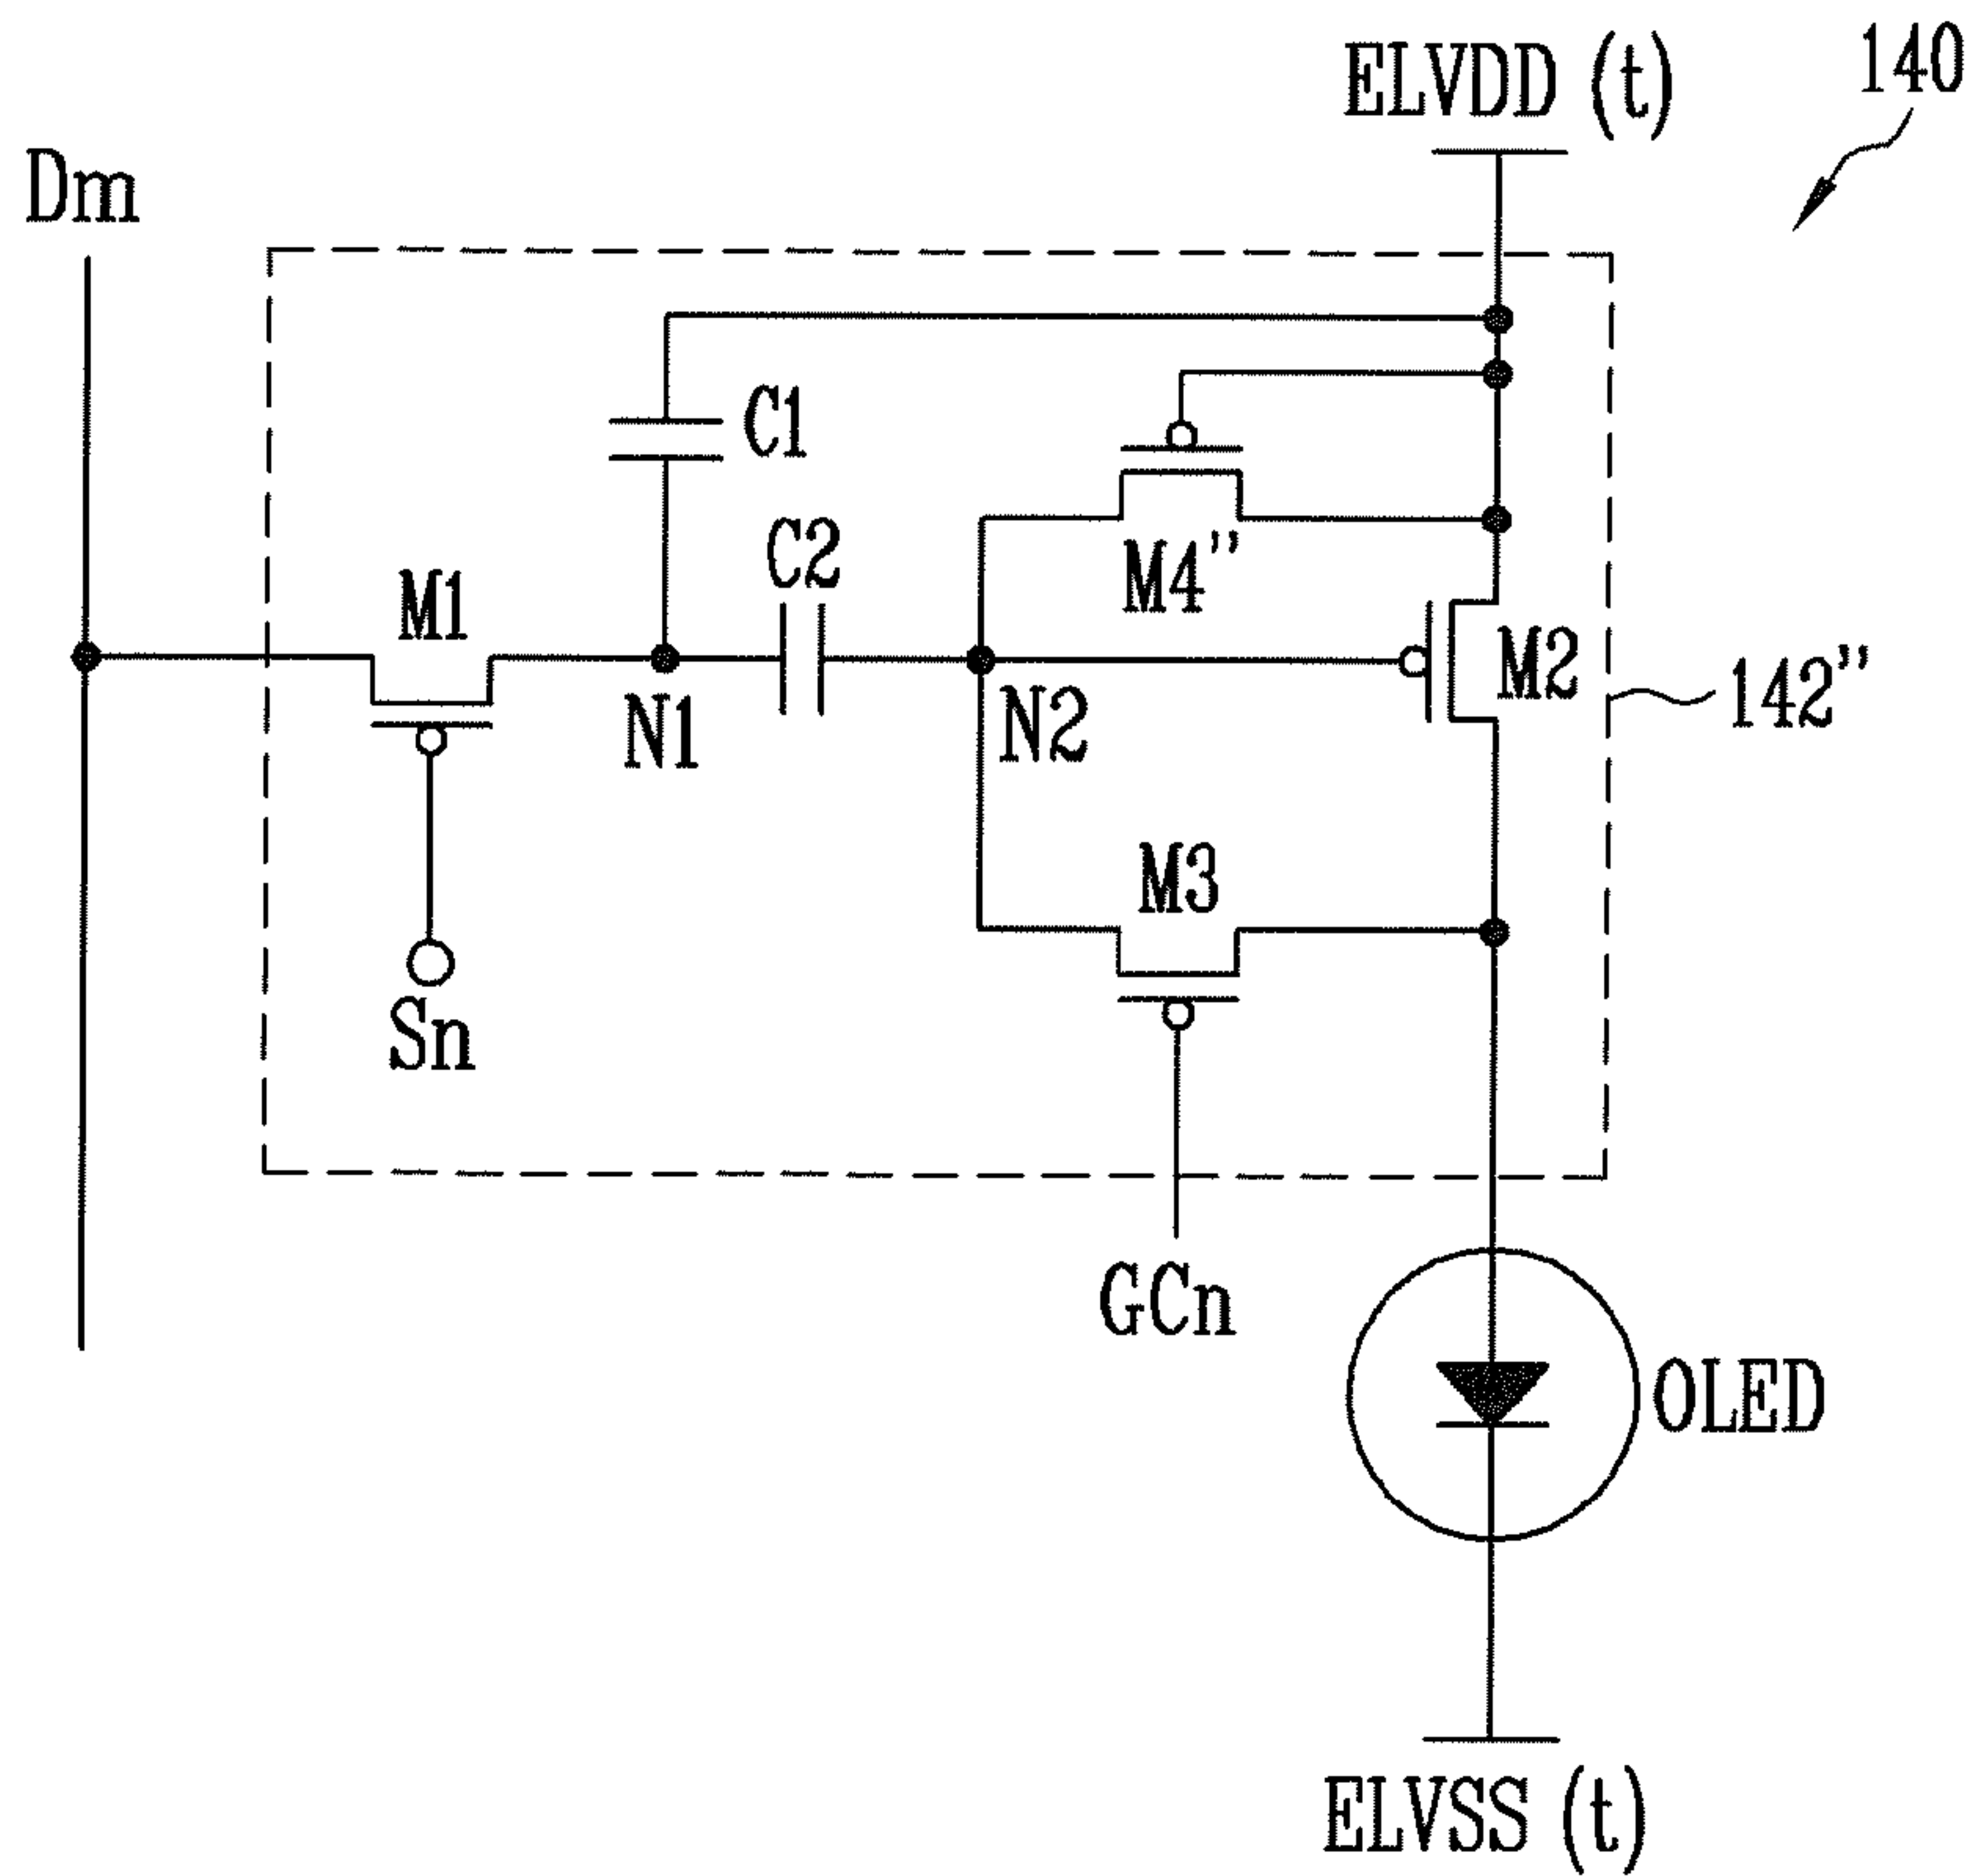 140
ELVDD (t)
Dm
C1
C2
M4"
M1
M2
142"
N1
N2
M3
Sn
GCn
OLED
ELVSS (t)